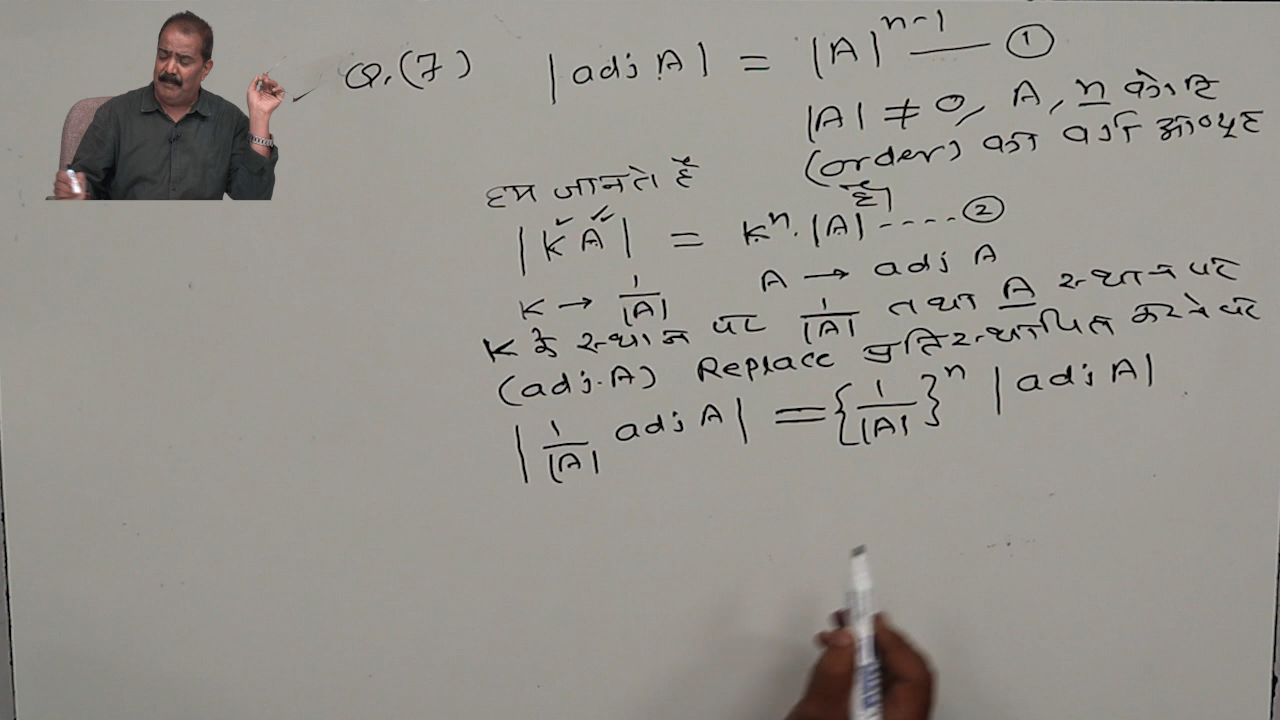 Q.(7) |adj A| = |A|ⁿ⁻¹ —— ①
|A| ≠ 0, A, n कोटि
(order) का वर्ग आव्यूह
है।
हम जानते हैं
|KA| = Kⁿ.|A| ---- ②
K → 1/|A| A → adj A
K के स्थान पर 1/|A| तथा A स्थान पर
(adj.A) Replace प्रतिस्थापित करने पर
|1/|A| adj A| = {1/|A|}ⁿ |adj A|